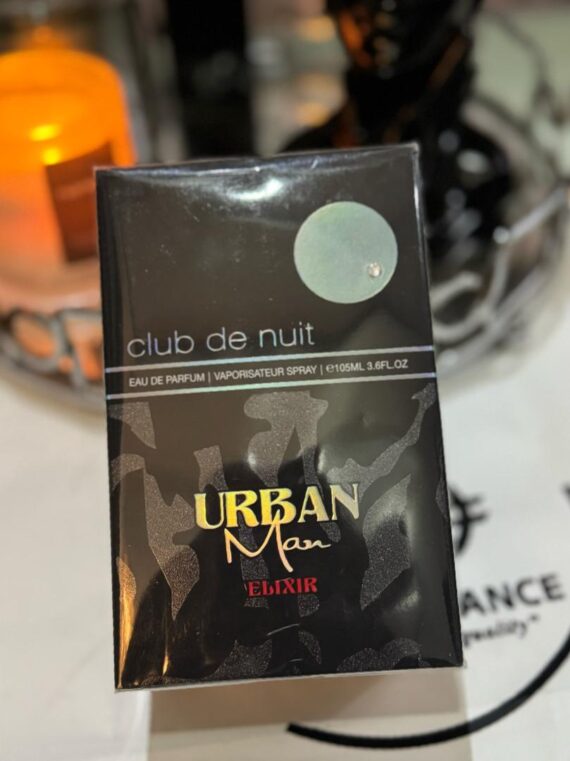 club de nuit
EAU DE PARFUM | VAPORISATEUR SPRAY | ℮105ML 3.6FL.OZ
URBAN
Man
ELIXIR
ANCE